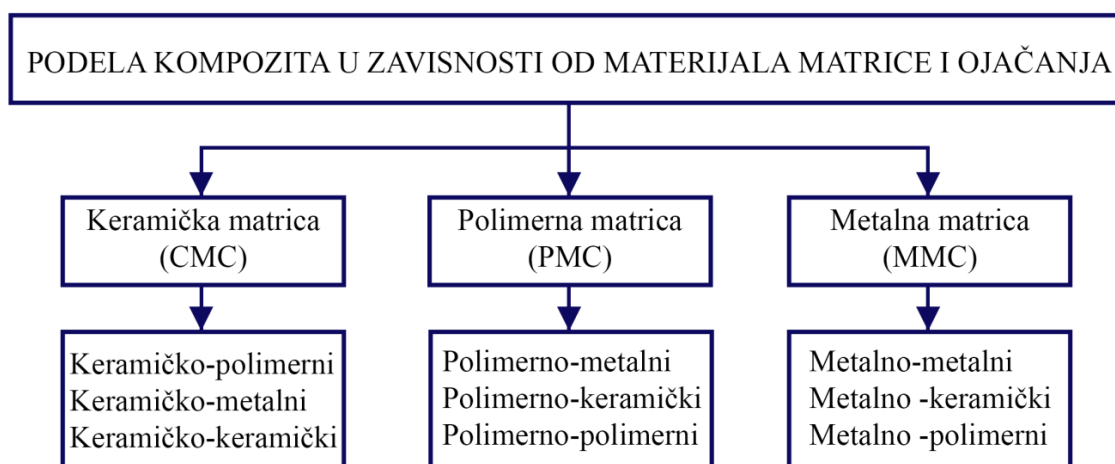 PODELA KOMPOZITA U ZAVISNOSTI OD MATERIJALA MATRICE I OJAČANJA
Keramička matrica
(CMC)
Polimerna matrica
(PMC)
Metalna matrica
(MMC)
Keramičko-polimerni
Keramičko-metalni
Keramičko-keramički
Polimerno-metalni
Polimerno-keramički
Polimerno-polimerni
Metalno-metalni
Metalno -keramički
Metalno -polimerni